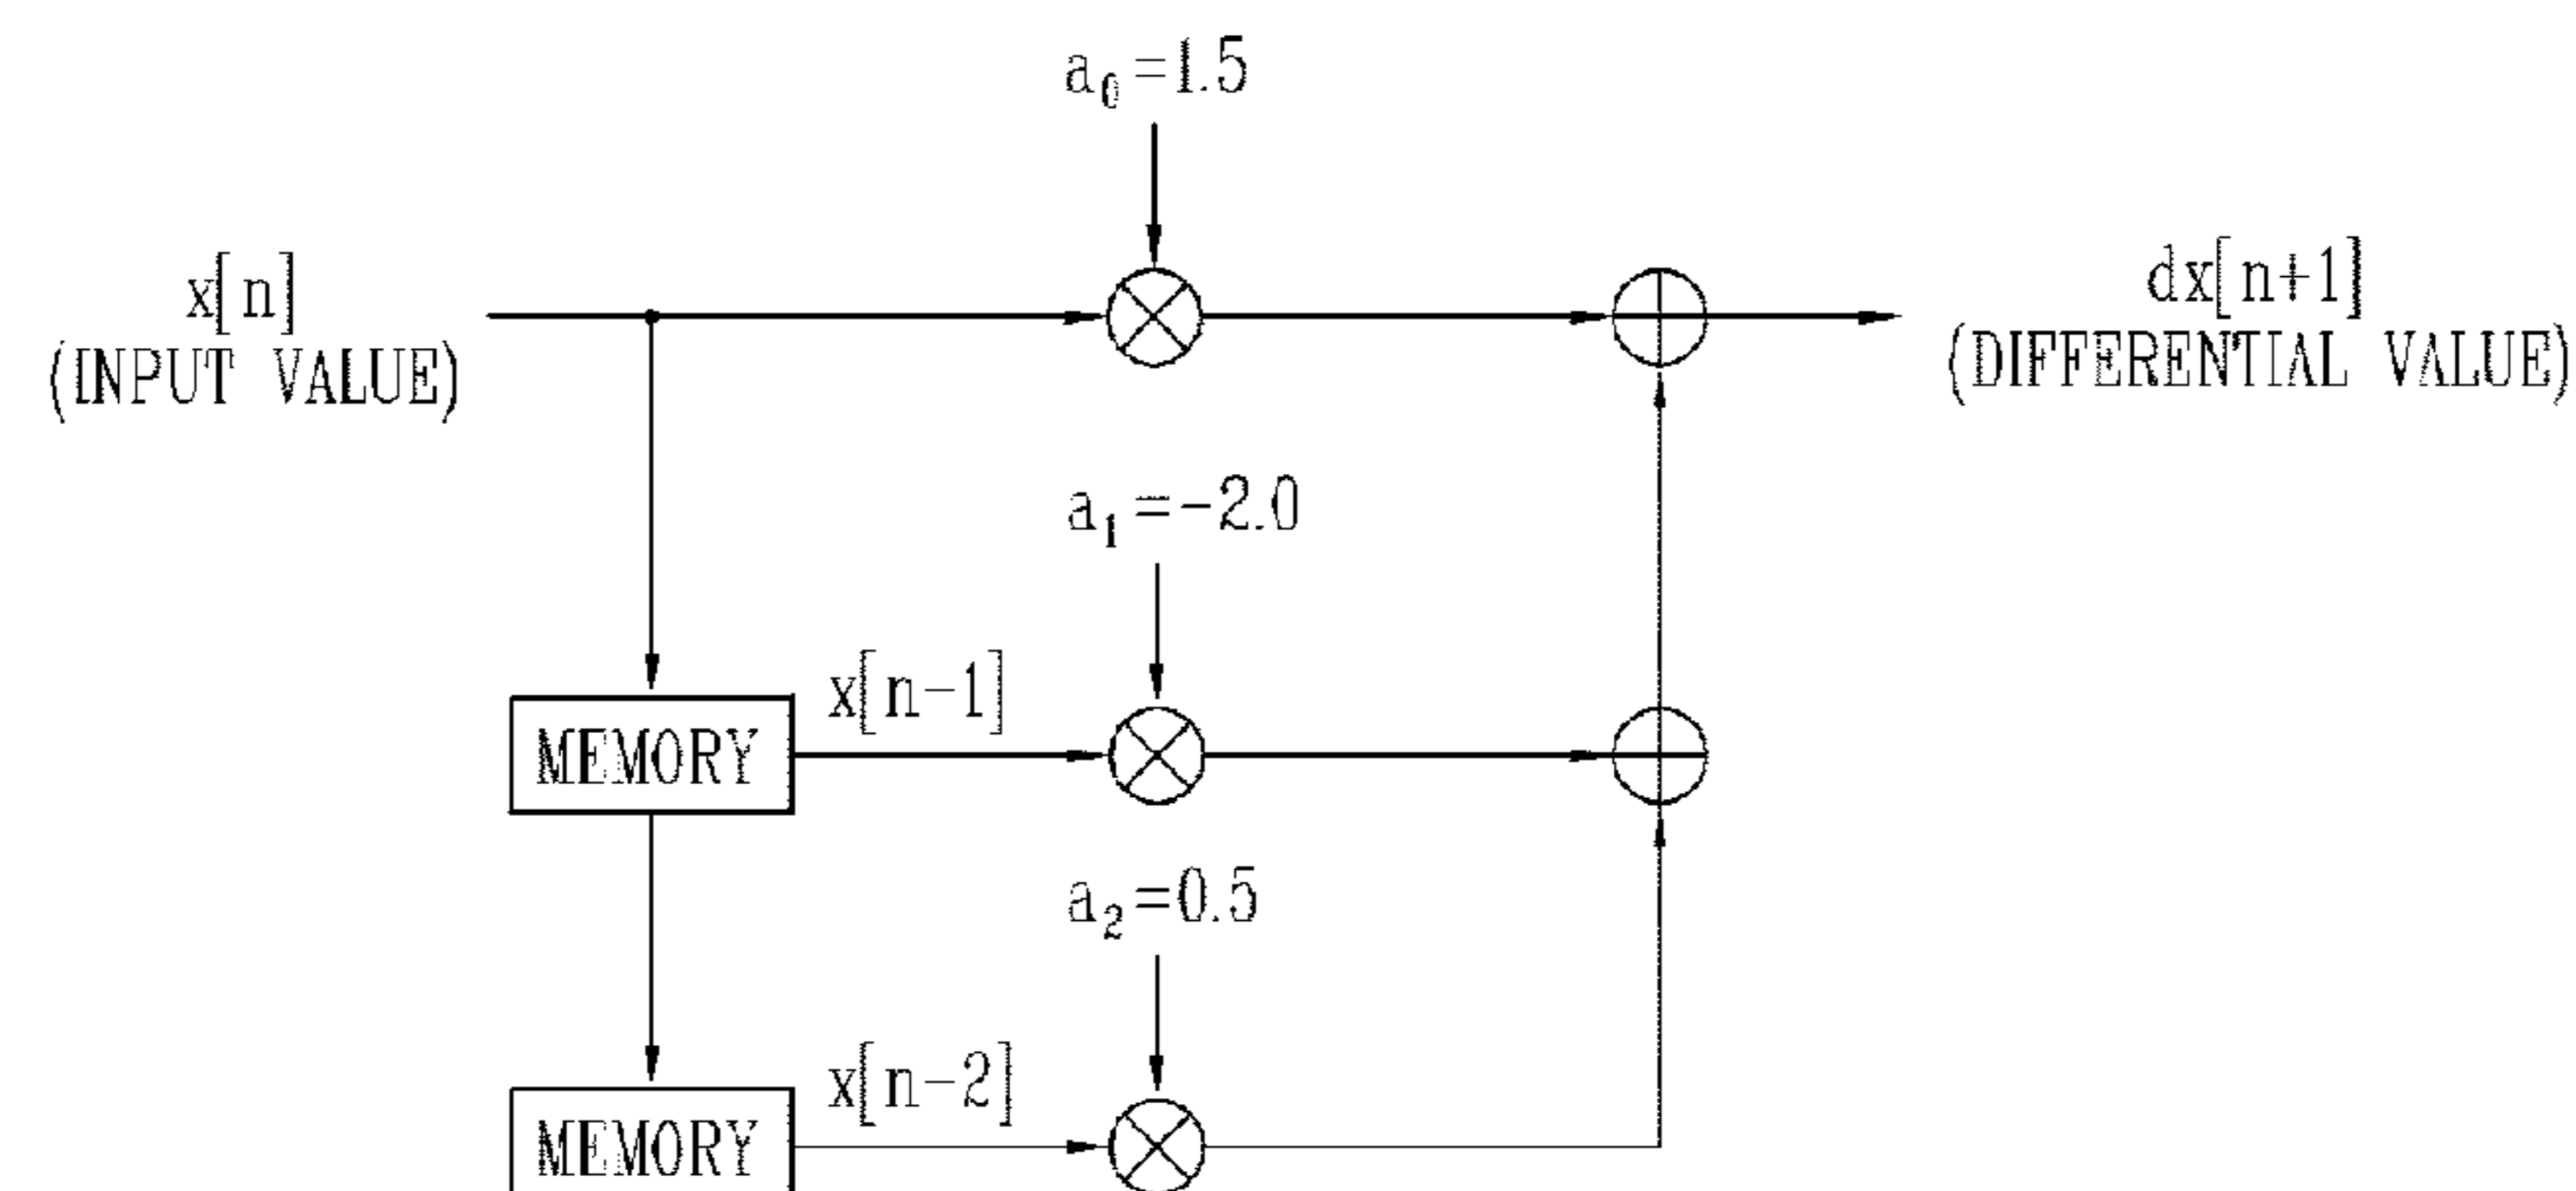 a₀=1.5
x[n]
(INPUT VALUE)
dx[n+1]
(DIFFERENTIAL VALUE)
a₁=-2.0
x[n-1]
MEMORY
a₂=0.5
x[n-2]
MEMORY